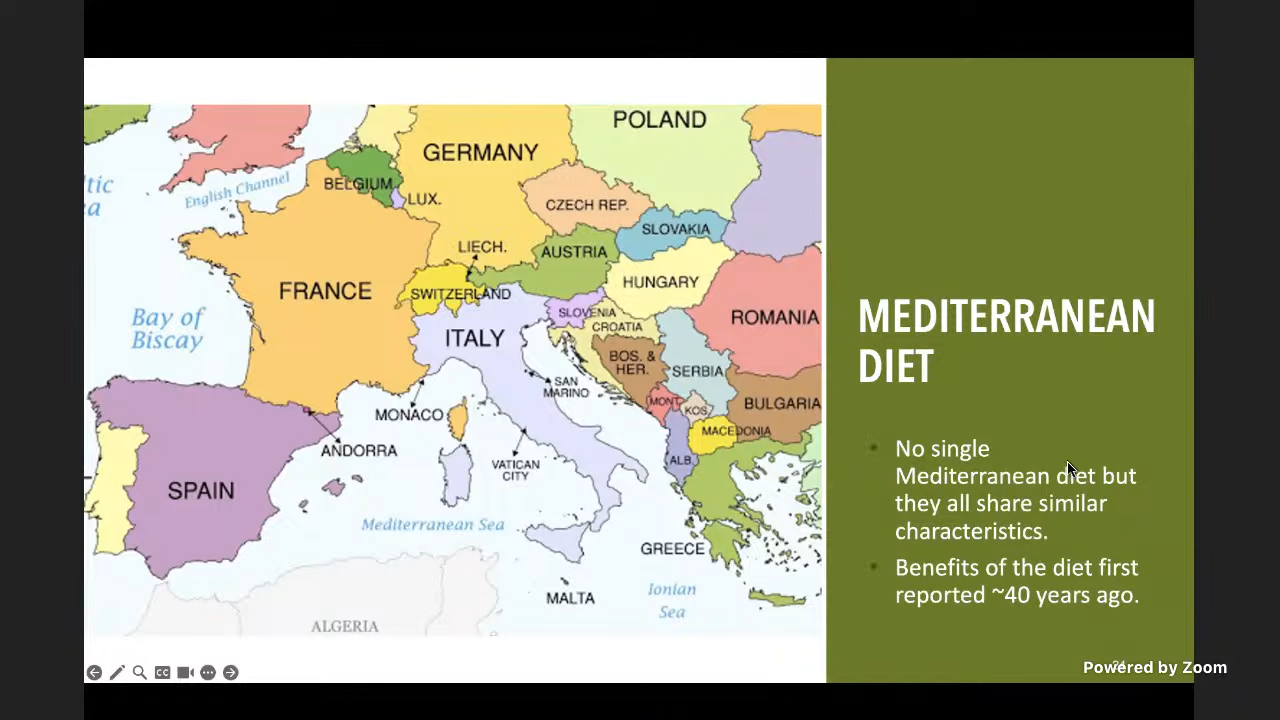 POLAND
GERMANY
BELGIUM
English Channel
tic
a
LUX.
CZECH REP.
SLOVAKIA
LIECH.
AUSTRIA
FRANCE
SWITZERLAND
HUNGARY
Bay of
Biscay
ITALY
SLOVENIA
CROATIA
ROMANIA
BOS. &
HER.
SERBIA
SAN
MARINO
MONT.
KOS.
BULGARIA
MONACO
MACEDONIA
ANDORRA
VATICAN
CITY
ALB.
SPAIN
Mediterranean Sea
GREECE
Ionian
Sea
MALTA
ALGERIA
MEDITERRANEAN
DIET
• No single
Mediterranean diet but
they all share similar
characteristics.
• Benefits of the diet first
reported ~40 years ago.
CC
Powered by Zoom